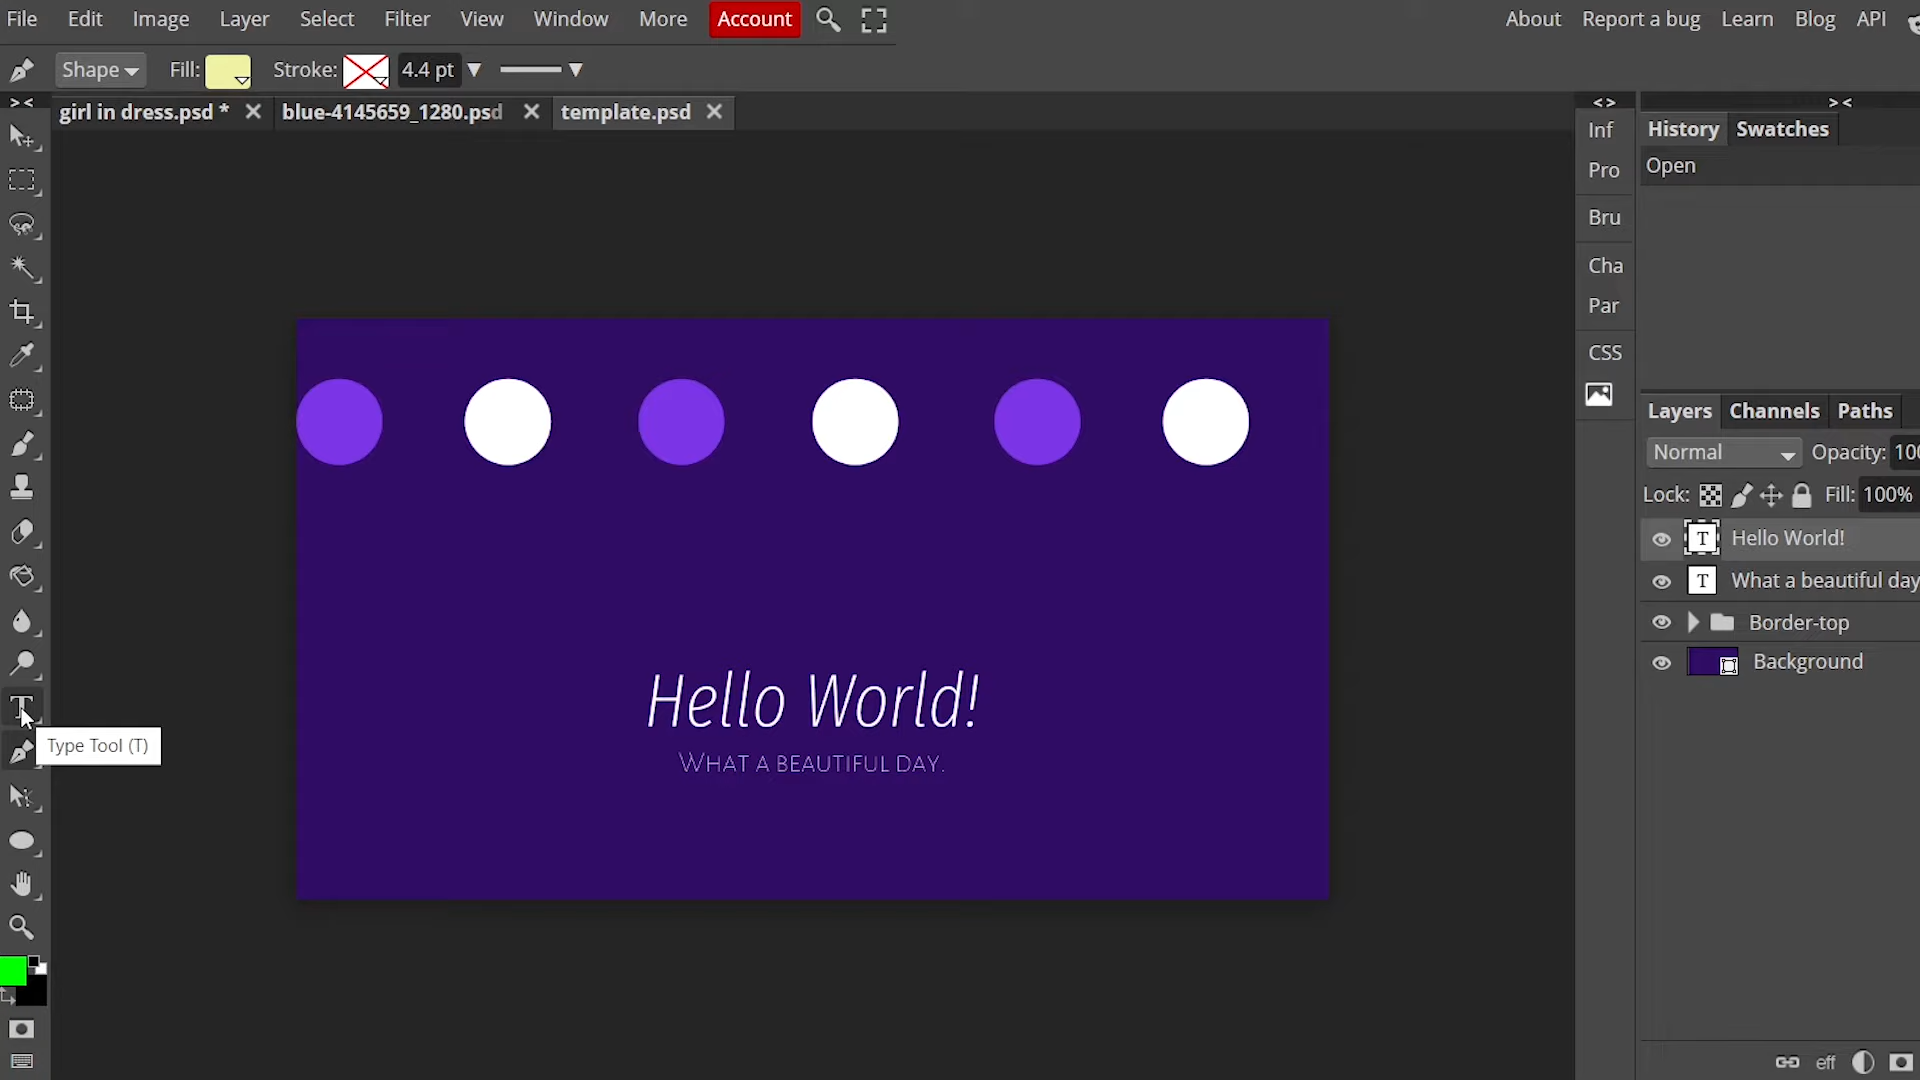 File Edit Image Layer Select Filter View Window More Account About Report a bug Learn Blog API
Shape Fill: Stroke: 4.4 pt
girl in dress.psd * blue-4145659_1280.psd template.psd
Inf
Pro
Bru
Cha
Par
CSS
History Swatches
Open
Layers Channels Paths
Normal Opacity: 100
Lock: Fill: 100%
T Hello World!
T What a beautiful day
Border-top
Background
Hello World!
WHAT A BEAUTIFUL DAY.
T
Type Tool (T)
eff